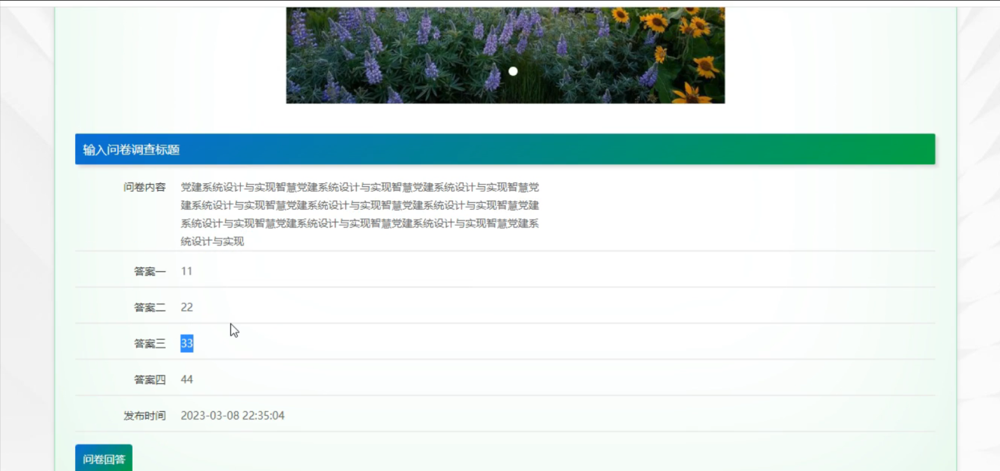 输入问卷调查标题
问卷内容 党建系统设计与实现智慧党建系统设计与实现智慧党建系统设计与实现智慧党
建系统设计与实现智慧党建系统设计与实现智慧党建系统设计与实现智慧党建
系统设计与实现智慧党建系统设计与实现智慧党建系统设计与实现智慧党建系
统设计与实现
答案一 11
答案二 22
答案三 33
答案四 44
发布时间 2023-03-08 22:35:04
问卷回答